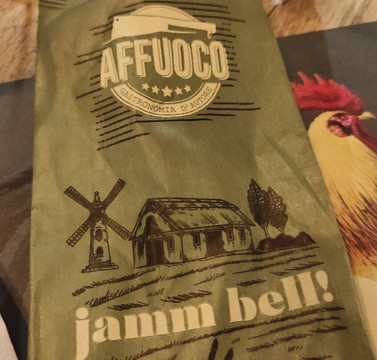 AFFUOCO
GASTRONOMIA D'AUTORE
jamm bell!